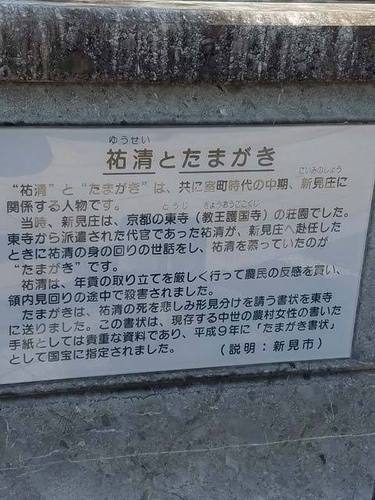 ゆうせい
祐清とたまがき
にいみのしょう
“祐清”と“たまがき”は、共に室町時代の中期、新見庄に
関係する人物です。
とうじ きょうおうごこくじ
当時、新見庄は、京都の東寺（教王護国寺）の荘園でした。
東寺から派遣された代官であった祐清が、新見庄へ赴任した
ときに祐清の身の回りの世話をし、祐清を慕っていたのが
“たまがき”です。
祐清は、年貢の取り立てを厳しく行って農民の反感を買い、
領内見回りの途中で殺害されました。
たまがきは、祐清の死を悲しみ形見分けを請う書状を東寺
に送りました。この書状は、現存する中世の農村女性の書いた
手紙としては貴重な資料であり、平成9年に「たまがき書状」
として国宝に指定されました。 （説明：新見市）